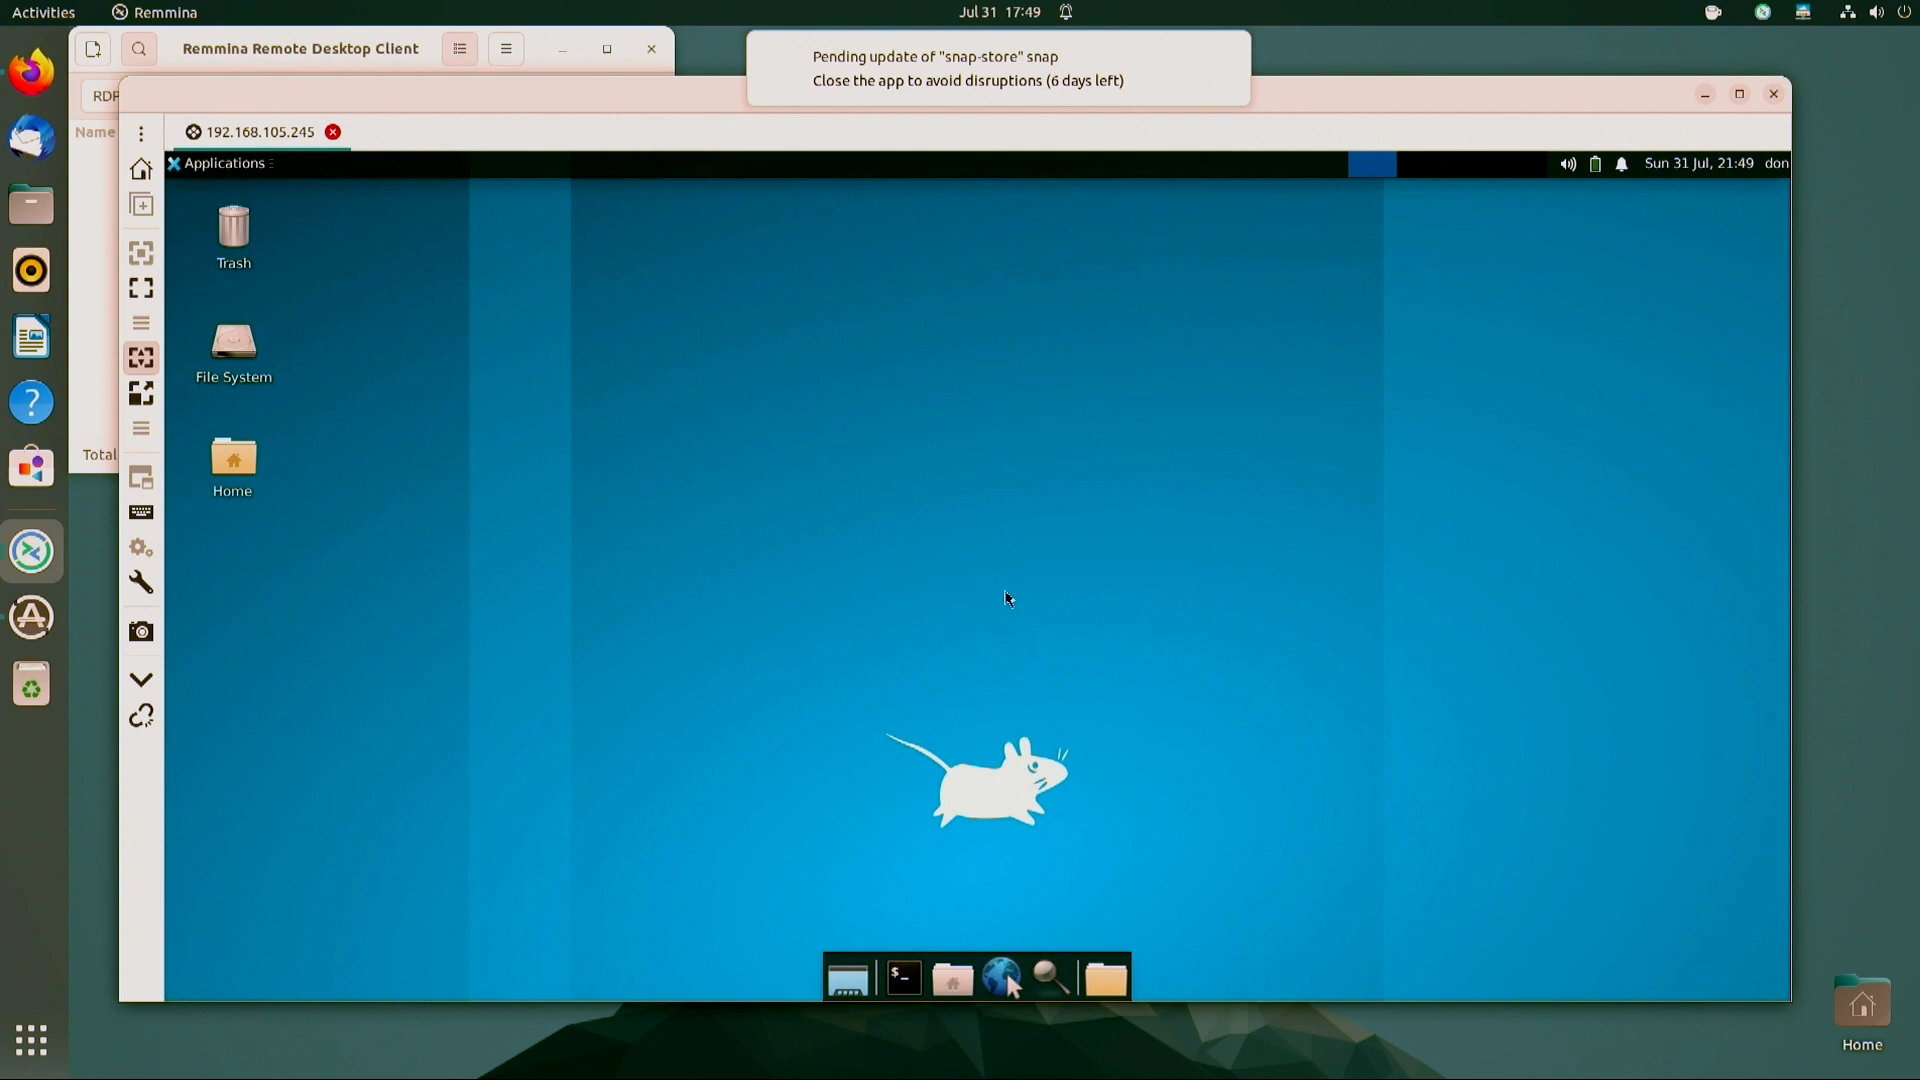 Activities
Remmina
Jul 31 17:49
Remmina Remote Desktop Client
Pending update of "snap-store" snap
Close the app to avoid disruptions (6 days left)
RDP
Name
192.168.105.245
Applications
Sun 31 Jul, 21:49 don
Trash
File System
Total
Home
$_
Home